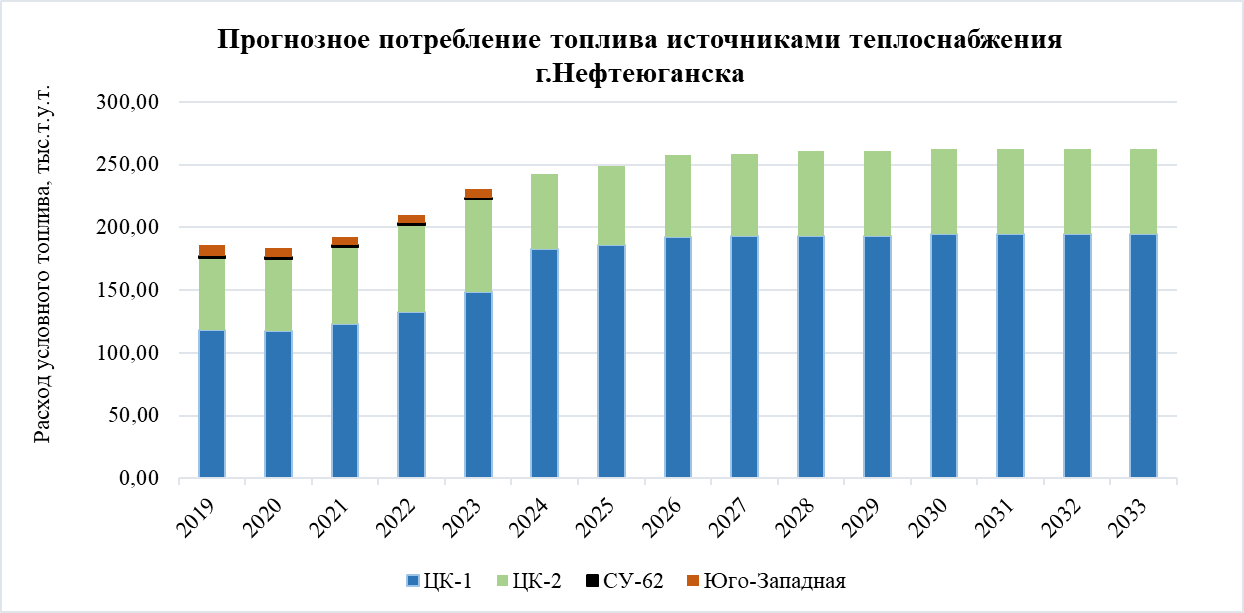 Прогнозное потребление топлива источниками теплоснабжения
г.Нефтеюганска
Расход условного топлива, тыс.т.у.т.
300,00
250,00
200,00
150,00
100,00
50,00
0,00
2019 2020 2021 2022 2023 2024 2025 2026 2027 2028 2029 2030 2031 2032 2033
ЦК-1 ЦК-2 СУ-62 Юго-Западная